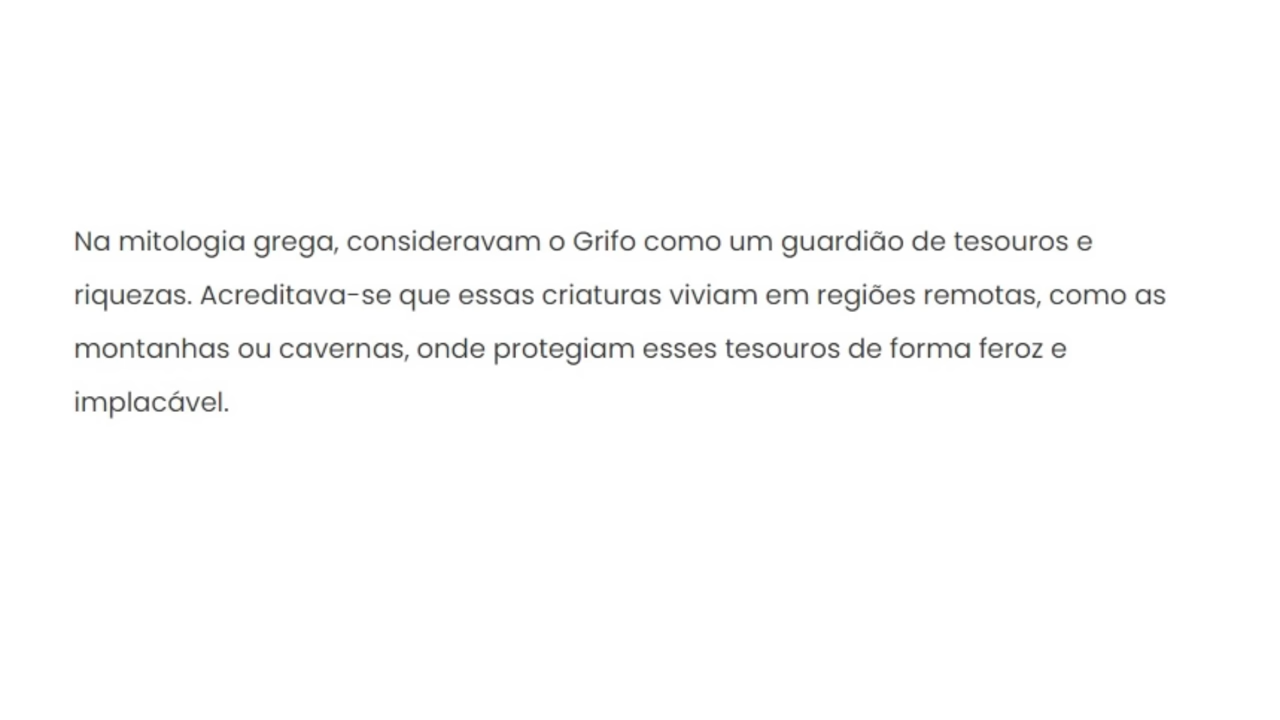 Na mitologia grega, consideravam o Grifo como um guardião de tesouros e
riquezas. Acreditava-se que essas criaturas viviam em regiões remotas, como as
montanhas ou cavernas, onde protegiam esses tesouros de forma feroz e
implacável.